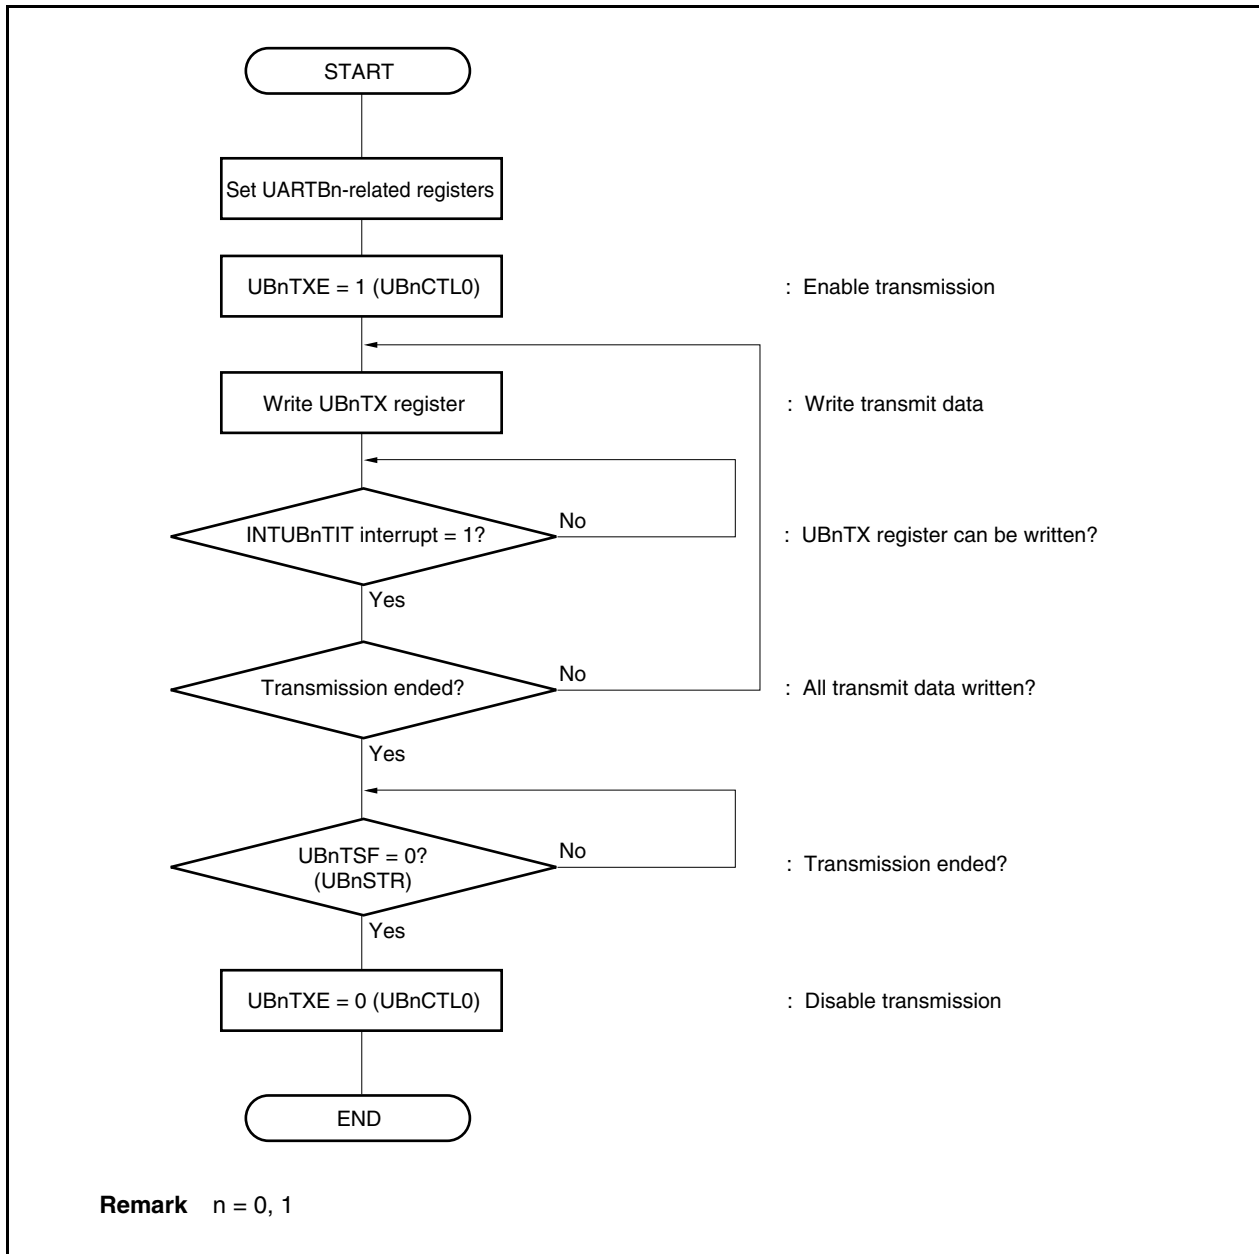 START
Set UARTBn-related registers
UBnTXE = 1 (UBnCTL0)
: Enable transmission
Write UBnTX register
: Write transmit data
INTUBnTIT interrupt = 1?
No
: UBnTX register can be written?
Yes
Transmission ended?
No
: All transmit data written?
Yes
UBnTSF = 0?
(UBnSTR)
No
: Transmission ended?
Yes
UBnTXE = 0 (UBnCTL0)
: Disable transmission
END
Remark n = 0, 1